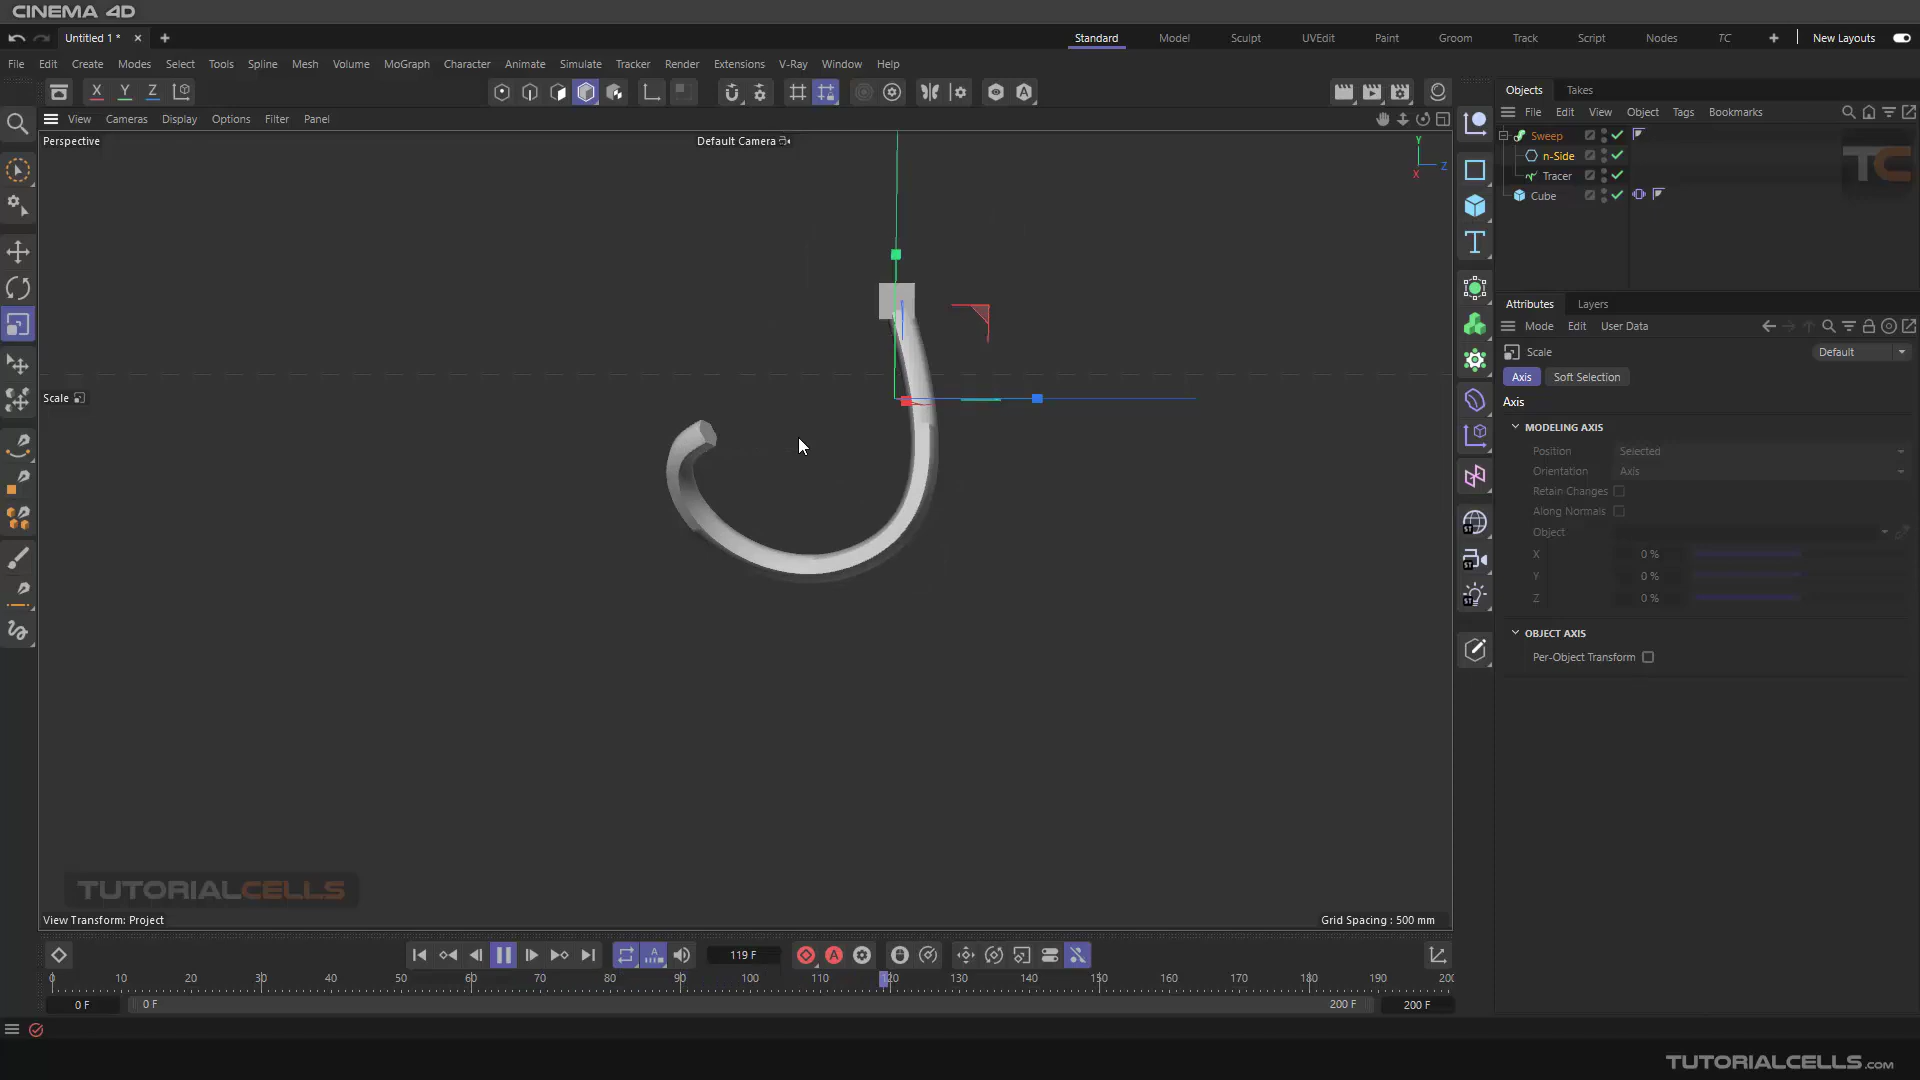 CINEMA 4D
Untitled 1 *
Standard
Model
Sculpt
UVEdit
Paint
Groom
Track
Script
Nodes
TC
New Layouts
File Edit Create Modes Select Tools Spline Mesh Volume MoGraph Character Animate Simulate Tracker Render Extensions V-Ray Window Help
X Y Z
Objects Takes
File Edit View Object Tags Bookmarks
View Cameras Display Options Filter Panel
Perspective
Default Camera
Y
Z
X
Sweep
n-Side
Tracer
Cube
TC
Attributes Layers
Mode Edit User Data
Scale
Default
Axis Soft Selection
Axis
MODELING AXIS
Position Selected
Orientation Axis
Retain Changes
Along Normals
Object
X 0 %
Y 0 %
Z 0 %
OBJECT AXIS
Per-Object Transform
Scale
TUTORIALCELLS
View Transform: Project
Grid Spacing : 500 mm
119 F
0 10 20 30 40 50 60 70 80 90 100 110 120 130 140 150 160 170 180 190 200
0 F
0 F
200 F
200 F
TUTORIALCELLS.COM